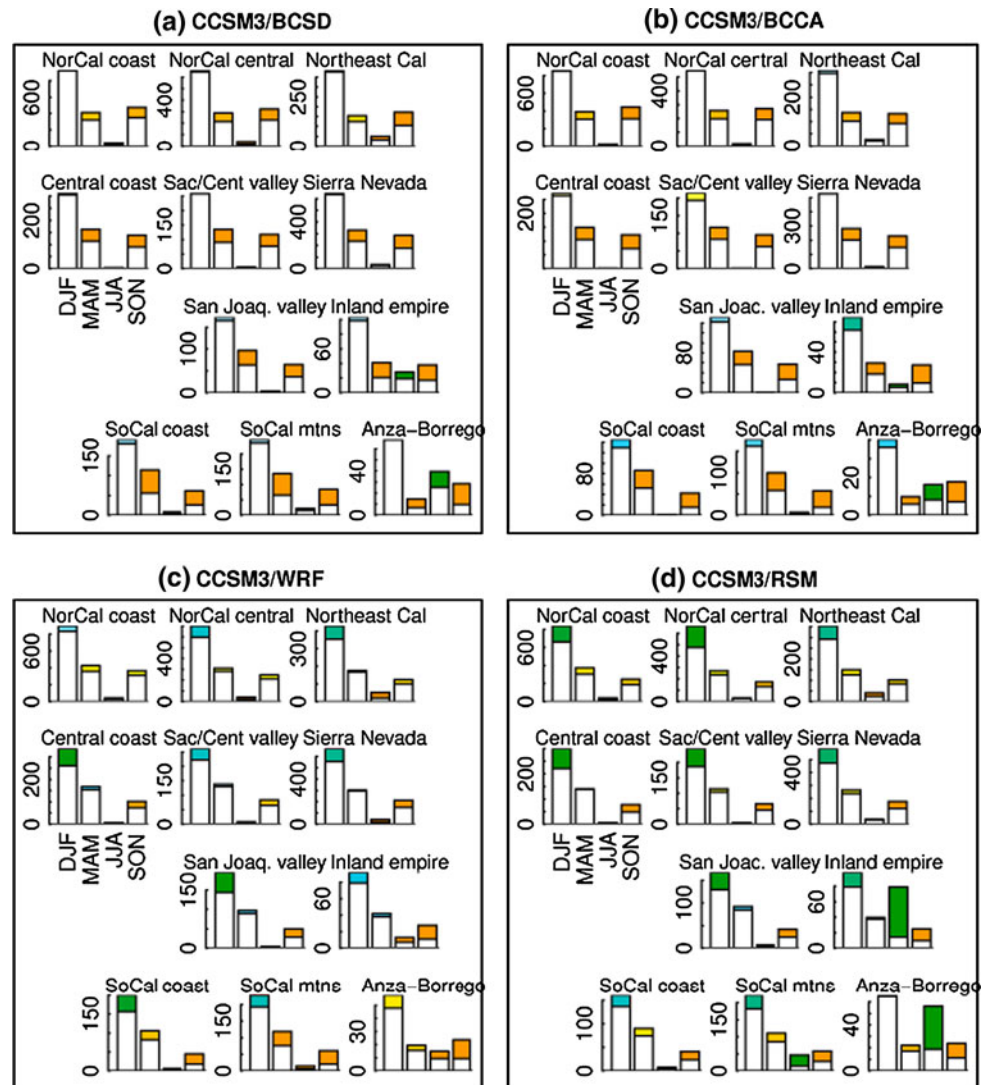 (a) CCSM3/BCSD
NorCal coast NorCal central Northeast Cal
0 600
0 400
0 250
Central coast Sac/Cent valley Sierra Nevada
0 200
0 150
0 400
DJF MAM JJA SON
San Joaq. valley Inland empire
0 100
0 60
SoCal coast SoCal mtns Anza-Borrego
0 150
0 150
0 40
(b) CCSM3/BCCA
NorCal coast NorCal certral Northeast Cal
0 600
0 400
0 200
Central coast Sac/Cent valley Sierra Nevada
0 200
0 150
0 300
DJF MAM JJA SON
San Joac. valley Inland empire
0 80
0 40
SoCal coast SoCal mtns Anza-Borrego
0 80
0 100
0 20
(c) CCSM3/WRF
NorCal coast NorCal central Northeast Cal
0 600
0 400
0 300
Central coast Sac/Cent valley Sierra Nevada
0 200
0 150
0 400
DJF MAM JJA SON
San Joaq. valley Inland empire
0 150
0 60
SoCal coast SoCal mtns Anza-Borrego
0 150
0 150
0 30
(d) CCSM3/RSM
NorCal coast NorCal central Northeast Cal
0 600
0 400
0 200
Central coast Sac/Cent valley Sierra Nevada
0 200
0 150
0 400
DJF MAM JJA SON
San Joac. valley Inland empire
0 100
0 60
SoCal coast SoCal mtns Anza-Borrego
0 100
0 150
0 40